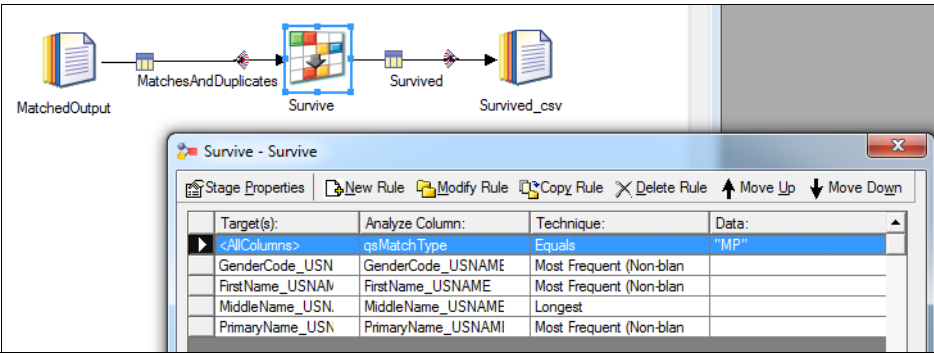 MatchesAndDuplicates
Survived
MatchedOutput
Survive
Survived_csv
Survive - Survive
Stage Properties New Rule Modify Rule Copy Rule Delete Rule Move Up Move Down
Target(s): Analyze Column: Technique: Data:
<AllColumns> qsMatchType Equals "MP"
GenderCode_USN GenderCode_USNAME Most Frequent (Non-blan
FirstName_USNAM FirstName_USNAME Most Frequent (Non-blan
MiddleName_USN. MiddleName_USNAME Longest
PrimaryName_USN PrimaryName_USNAMI Most Frequent (Non-blan